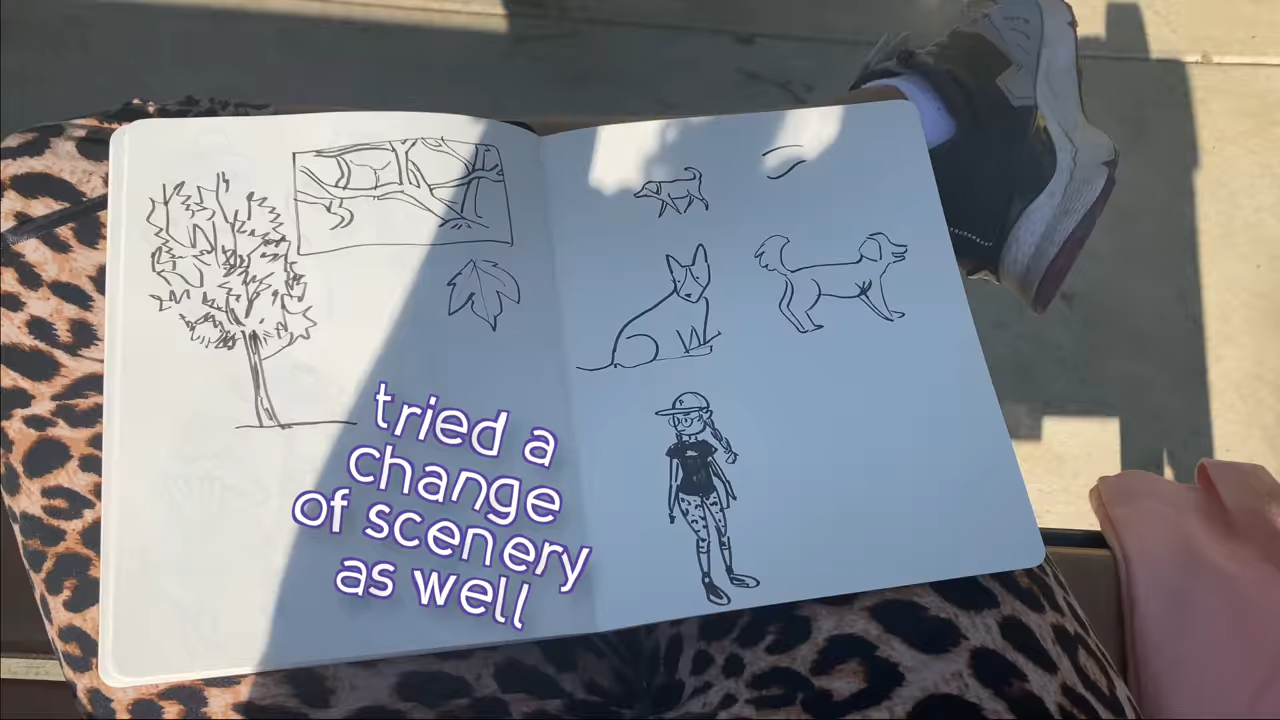 tried a
change
of scenery
as well